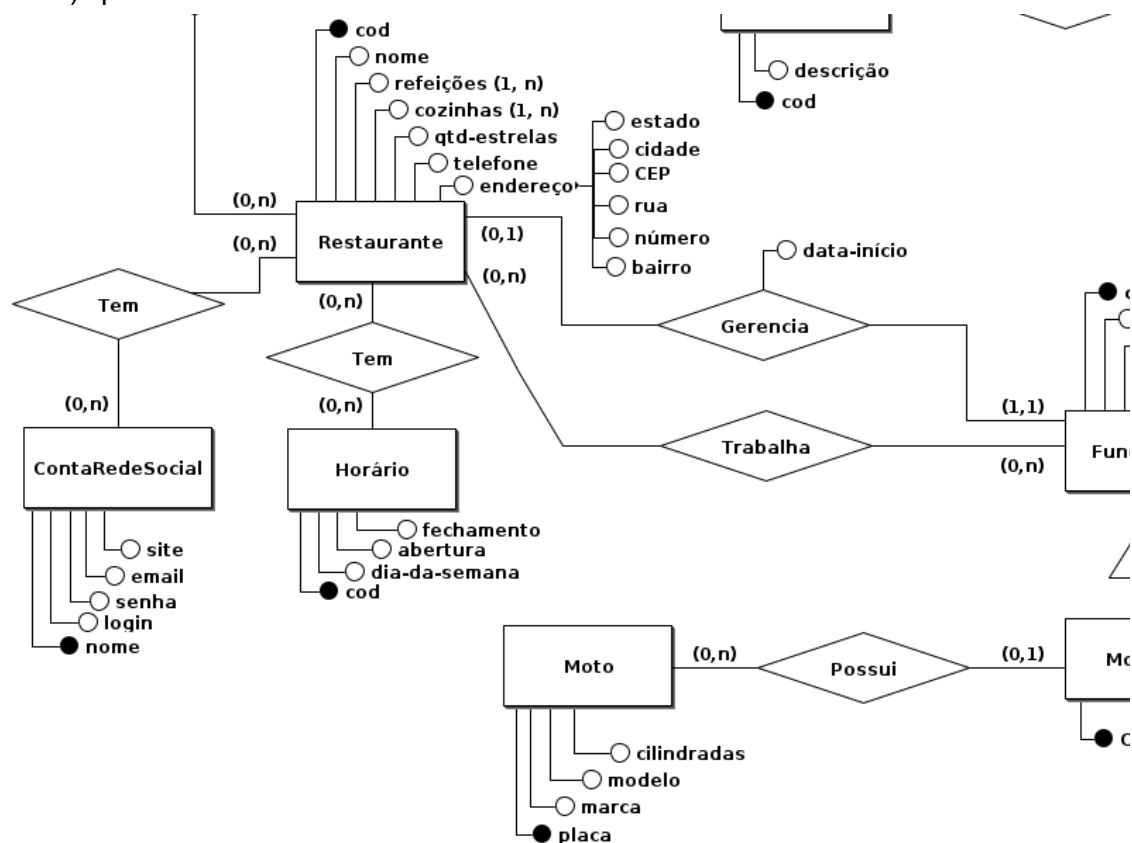 cod
nome
refeições (1, n)
cozinhas (1, n)
qtd-estrelas
telefone
endereço
estado
cidade
CEP
rua
número
bairro
descrição
cod
(0,n)
(0,n)
Restaurante
(0,1)
(0,n)
(0,n)
data-início
Tem
Tem
Gerencia
(0,n)
(0,n)
(1,1)
Trabalha
(0,n)
ContaRedeSocial
Horário
site
email
senha
login
nome
fechamento
abertura
dia-da-semana
cod
Moto
(0,n)
Possui
(0,1)
cilindradas
modelo
marca
placa